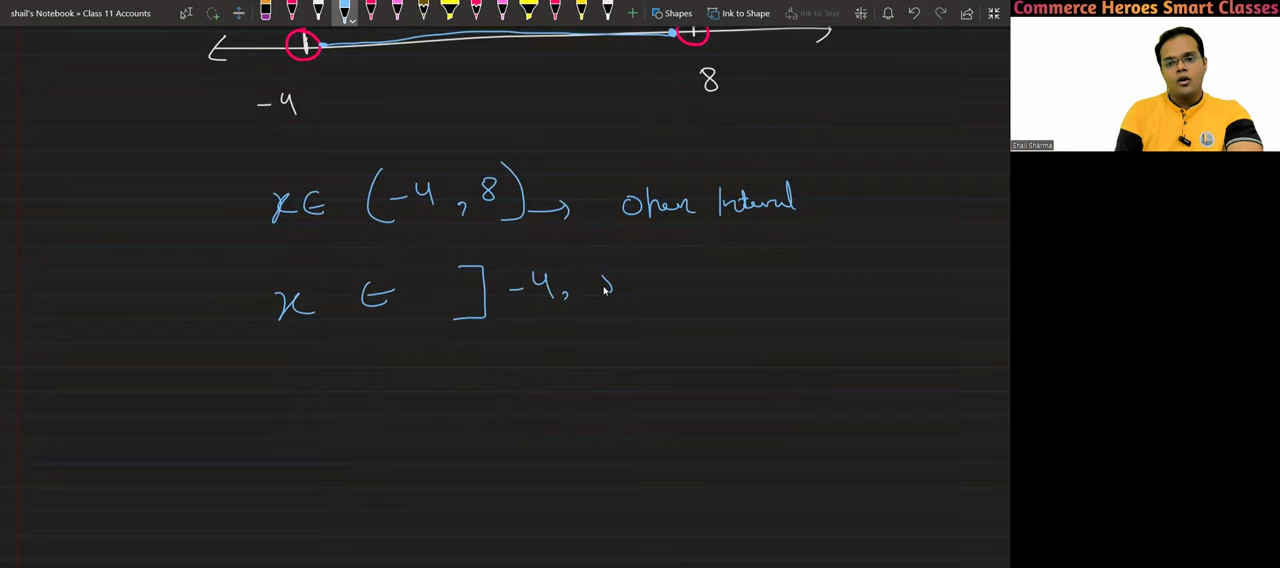 shail's Notebook » Class 11 Accounts
Shapes
Ink to Shape
Ink to Text
Commerce Heroes Smart Classes
Shail Sharma
-4
8
x ∈ (-4, 8) → Open Interval
x ∈ ]-4,